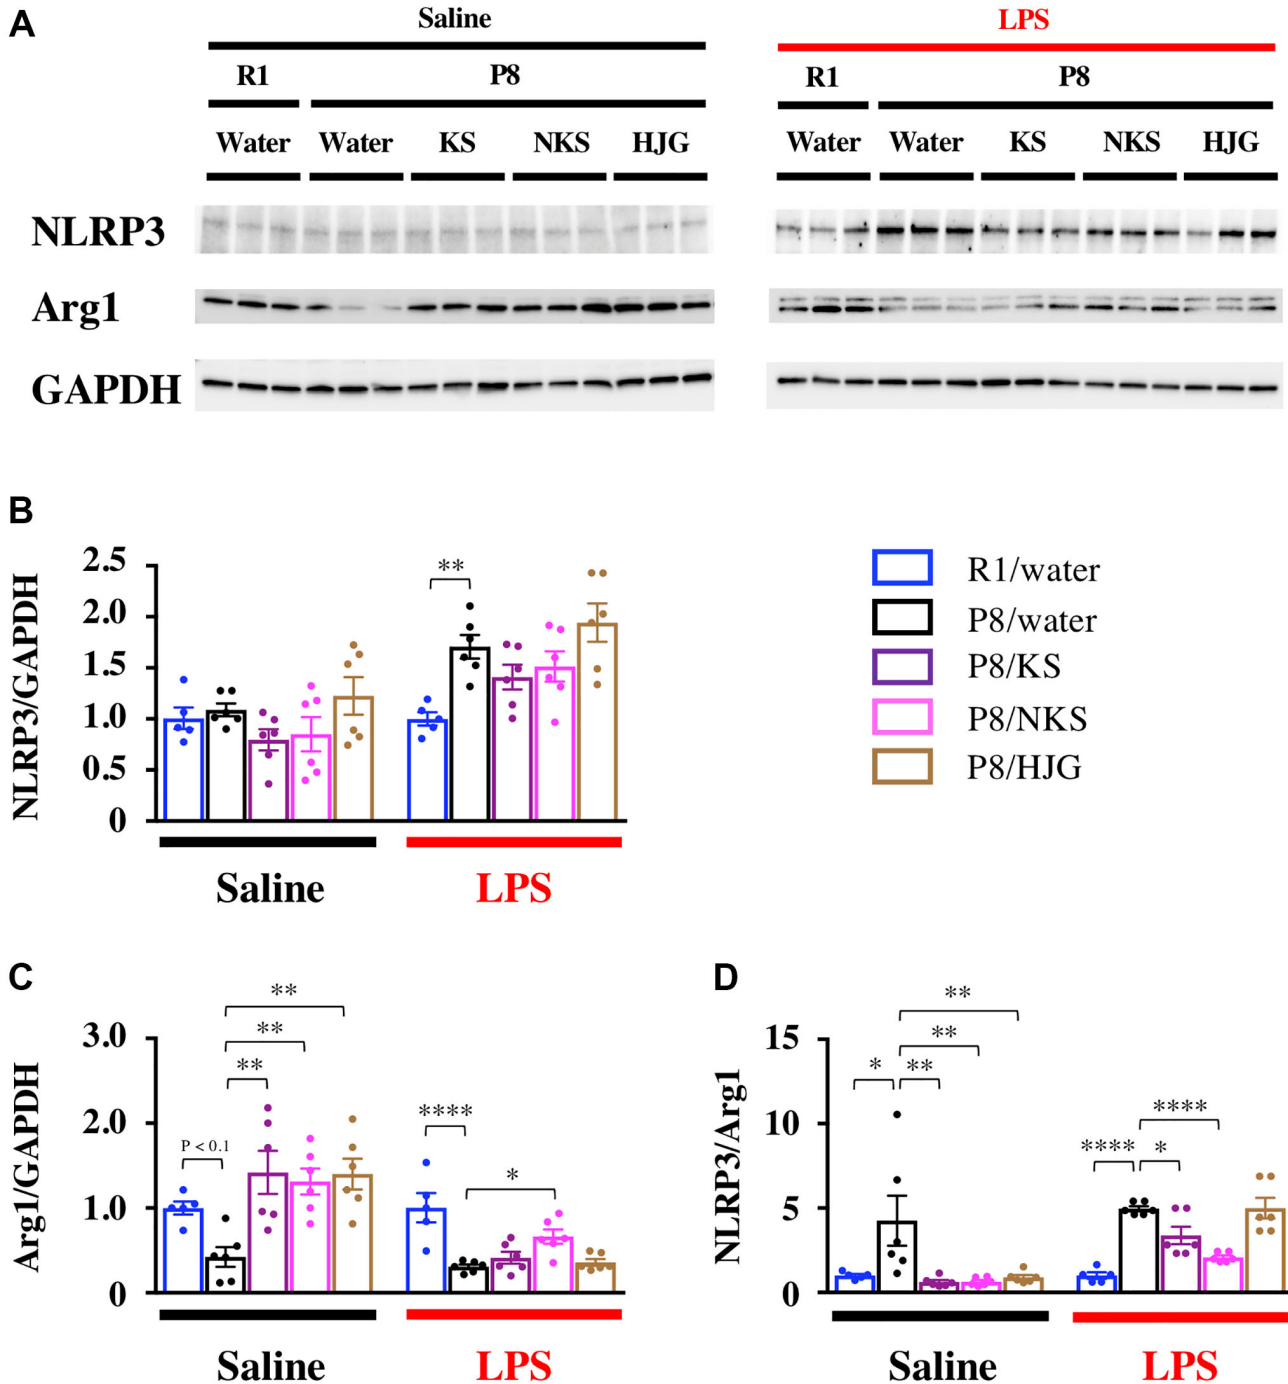 A
Saline
LPS
R1 P8
R1 P8
Water Water KS NKS HJG
Water Water KS NKS HJG
NLRP3
Arg1
GAPDH
B
NLRP3/GAPDH
2.5
2.0
1.5
1.0
0.5
0
**
Saline
LPS
R1/water
P8/water
P8/KS
P8/NKS
P8/HJG
C
Arg1/GAPDH
3.0
2.0
1.0
0
**
**
**
P < 0.1
****
*
Saline
LPS
D
NLRP3/Arg1
15
10
5
0
**
**
* **
****
**** *
Saline
LPS